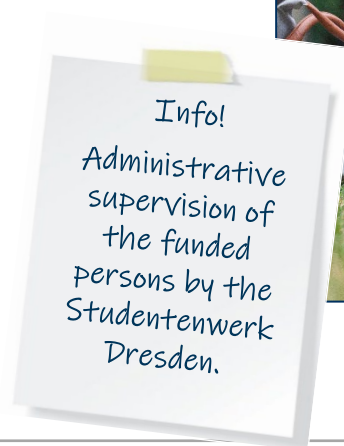 Info!
Administrative
supervision of
the funded
persons by the
Studentenwerk
Dresden.